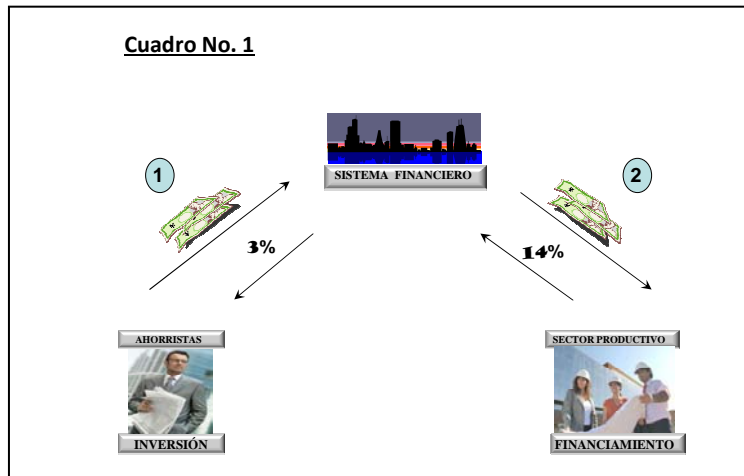 Cuadro No. 1
1
2
SISTEMA FINANCIERO
3%
14%
AHORRISTAS
SECTOR PRODUCTIVO
INVERSIÓN
FINANCIAMIENTO